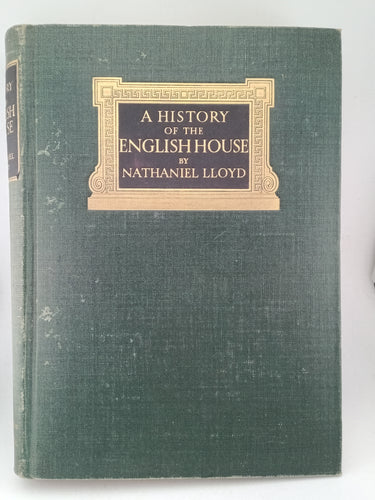 A HISTORY
OF THE
ENGLISH HOUSE
BY
NATHANIEL LLOYD